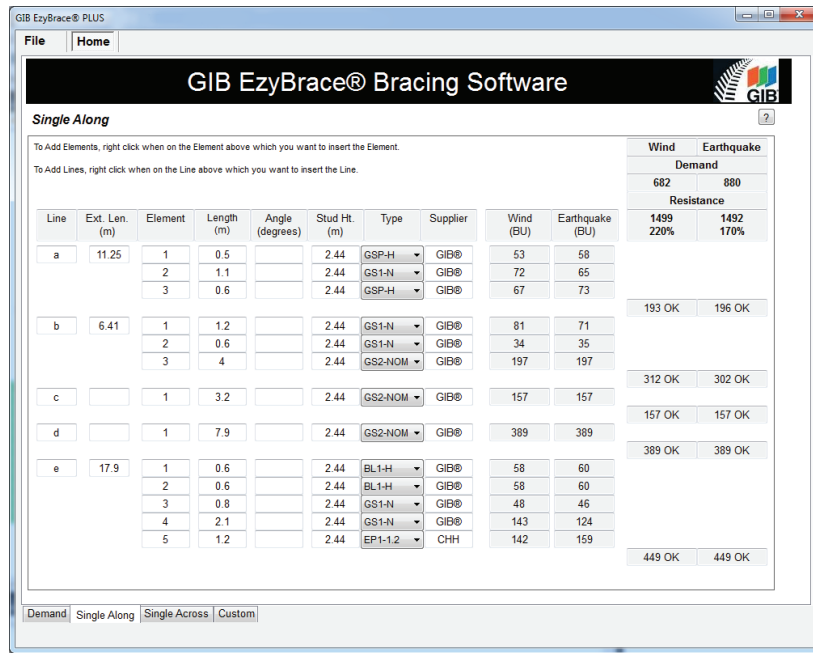 GIB EzyBrace® PLUS
File Home
GIB EzyBrace® Bracing Software
GIB
Single Along
?
To Add Elements, right click when on the Element above which you want to insert the Element.
To Add Lines, right click when on the Line above which you want to insert the Line.
Wind Earthquake
Demand
682 880
Resistance
1499 1492
220% 170%
Line Ext. Len. (m) Element Length (m) Angle (degrees) Stud Ht. (m) Type Supplier Wind (BU) Earthquake (BU)
a 11.25 1 0.5 2.44 GSP-H GIB® 53 58
2 1.1 2.44 GS1-N GIB® 72 65
3 0.6 2.44 GSP-H GIB® 67 73
193 OK 196 OK
b 6.41 1 1.2 2.44 GS1-N GIB® 81 71
2 0.6 2.44 GS1-N GIB® 34 35
3 4 2.44 GS2-NOM GIB® 197 197
312 OK 302 OK
c 1 3.2 2.44 GS2-NOM GIB® 157 157
157 OK 157 OK
d 1 7.9 2.44 GS2-NOM GIB® 389 389
389 OK 389 OK
e 17.9 1 0.6 2.44 BL1-H GIB® 58 60
2 0.6 2.44 BL1-H GIB® 58 60
3 0.8 2.44 GS1-N GIB® 48 46
4 2.1 2.44 GS1-N GIB® 143 124
5 1.2 2.44 EP1-1.2 CHH 142 159
449 OK 449 OK
Demand Single Along Single Across Custom